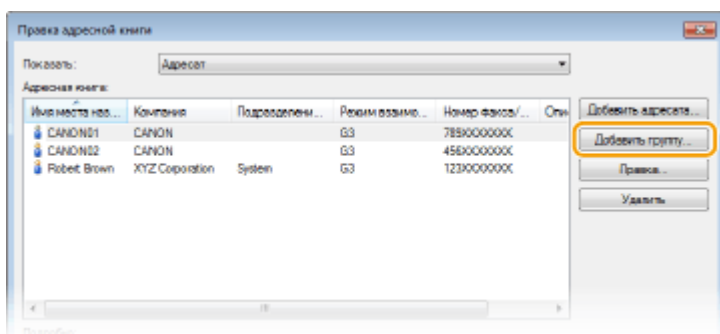 Правка адресной книги
Показать: Адресат
Адресная книга:
Имя места наз... Компания Подразделени... Режим взаимо... Номер факса/... Опи
CANON01 CANON G3 789XXXXXXX
CANON02 CANON G3 456XXXXXXX
Robert Brown XYZ Corporation System G3 123XXXXXXX
Добавить адресата...
Добавить группу...
Правка...
Удалить